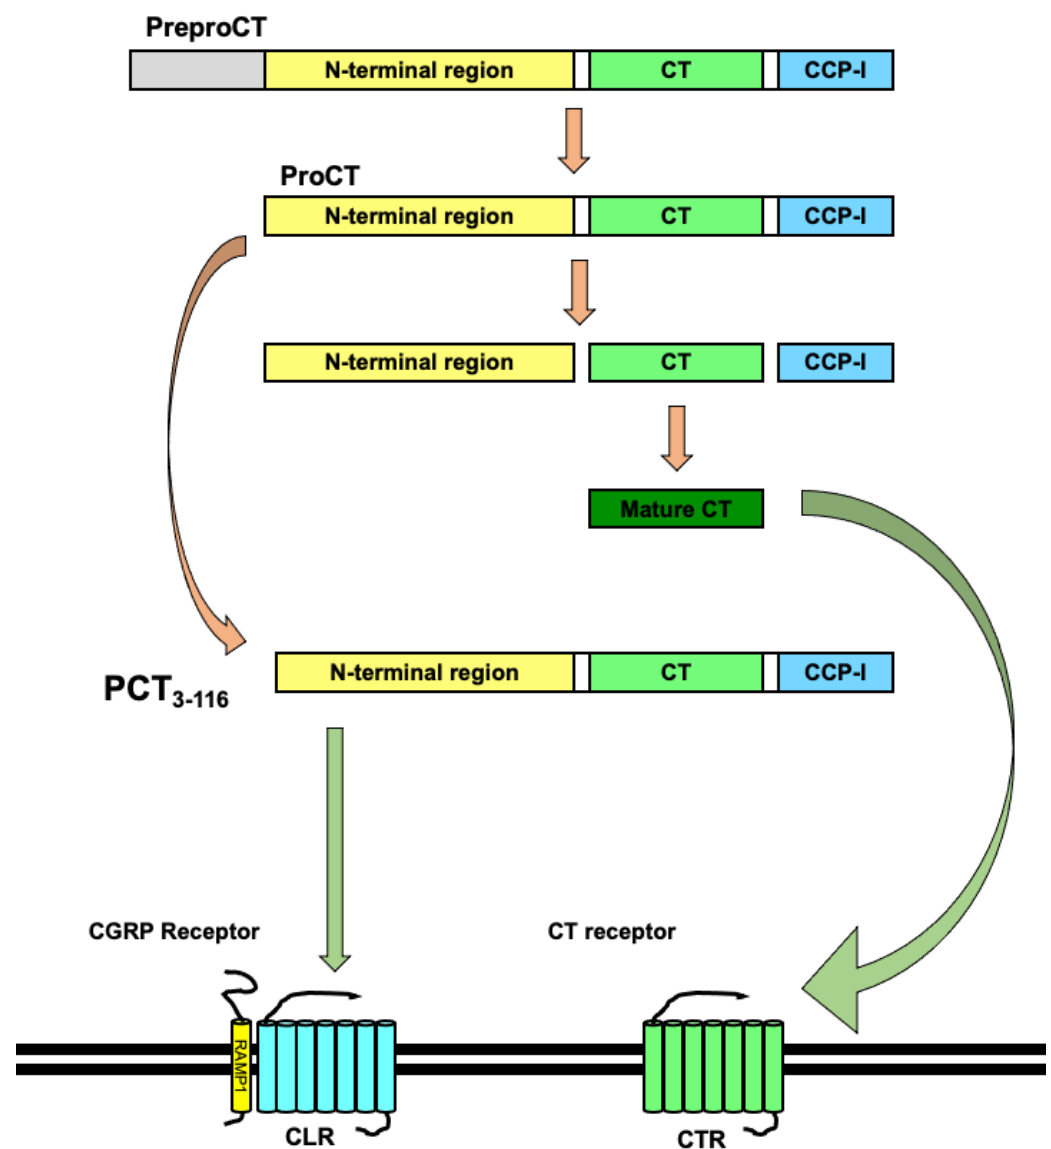 PreproCT
N-terminal region CT CCP-I
ProCT
N-terminal region CT CCP-I
N-terminal region CT CCP-I
Mature CT
N-terminal region CT CCP-I
PCT3-116
CGRP Receptor CT receptor
RAMP1
CLR CTR